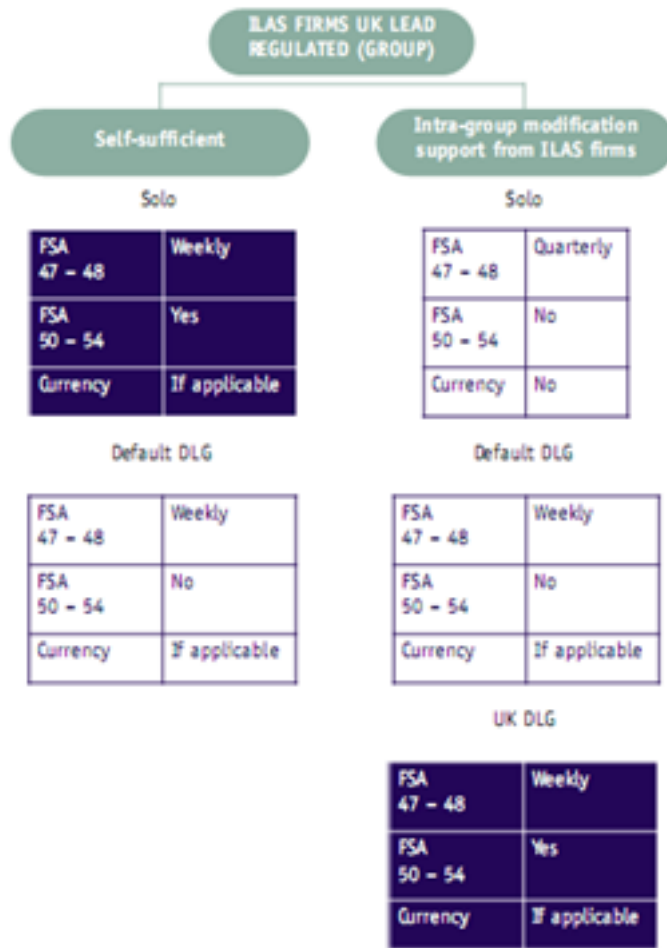 ILAS FIRMS UK LEAD
REGULATED (GROUP)
Self-sufficient
Solo
FSA Weekly
47 – 48
FSA Yes
50 – 54
Currency If applicable
Default DLG
FSA Weekly
47 – 48
FSA No
50 – 54
Currency If applicable
Intra-group modification
support from ILAS firms
Solo
FSA Quarterly
47 – 48
FSA No
50 – 54
Currency No
Default DLG
FSA Weekly
47 – 48
FSA No
50 – 54
Currency If applicable
UK DLG
FSA Weekly
47 – 48
FSA Yes
50 – 54
Currency If applicable